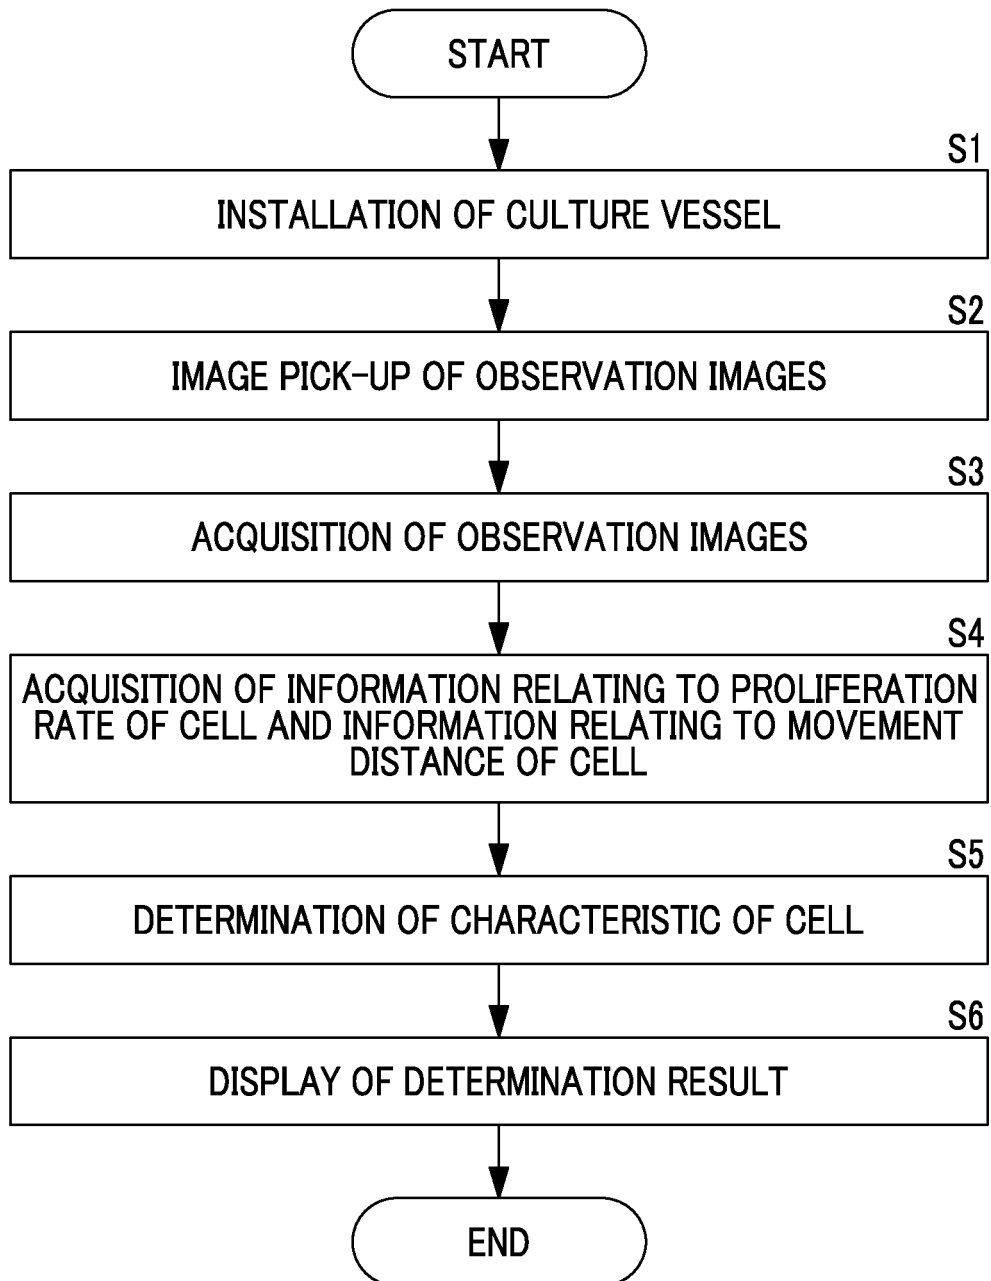 START
S1
INSTALLATION OF CULTURE VESSEL
S2
IMAGE PICK-UP OF OBSERVATION IMAGES
S3
ACQUISITION OF OBSERVATION IMAGES
S4
ACQUISITION OF INFORMATION RELATING TO PROLIFERATION
RATE OF CELL AND INFORMATION RELATING TO MOVEMENT
DISTANCE OF CELL
S5
DETERMINATION OF CHARACTERISTIC OF CELL
S6
DISPLAY OF DETERMINATION RESULT
END